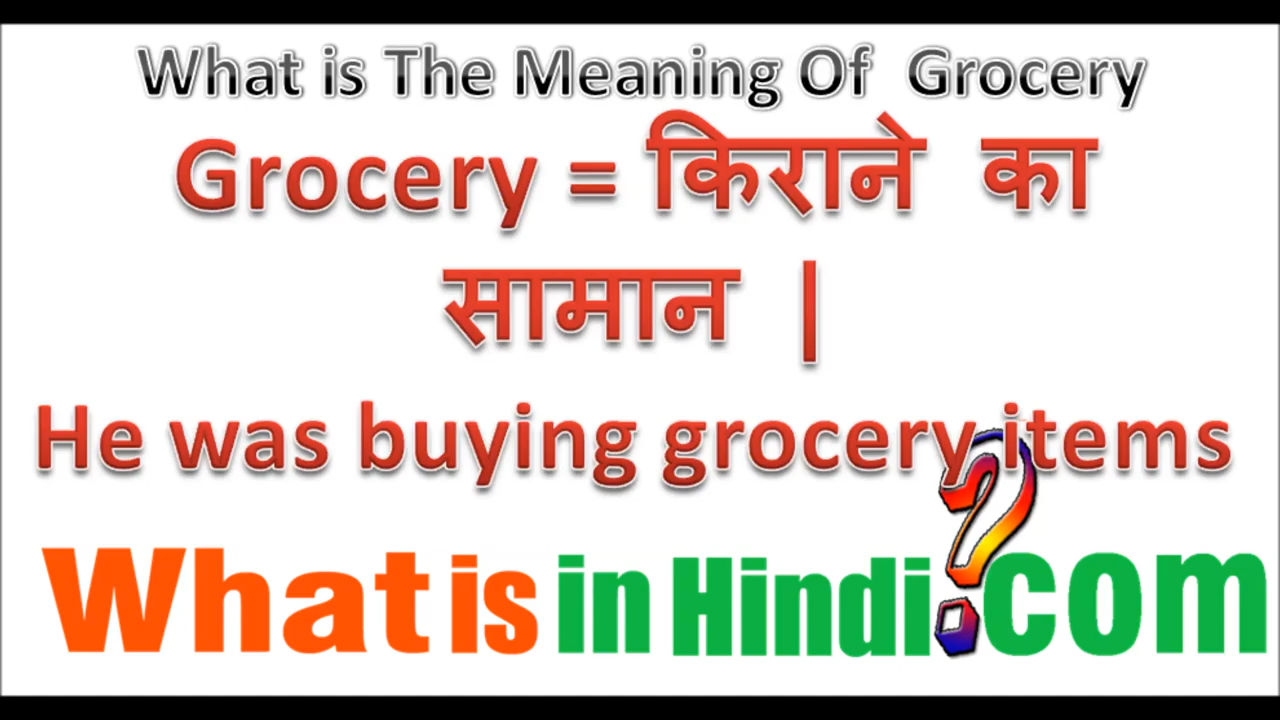 What is The Meaning Of Grocery
Grocery = किराने का
सामान |
He was buying grocery items
What is in Hindi?com